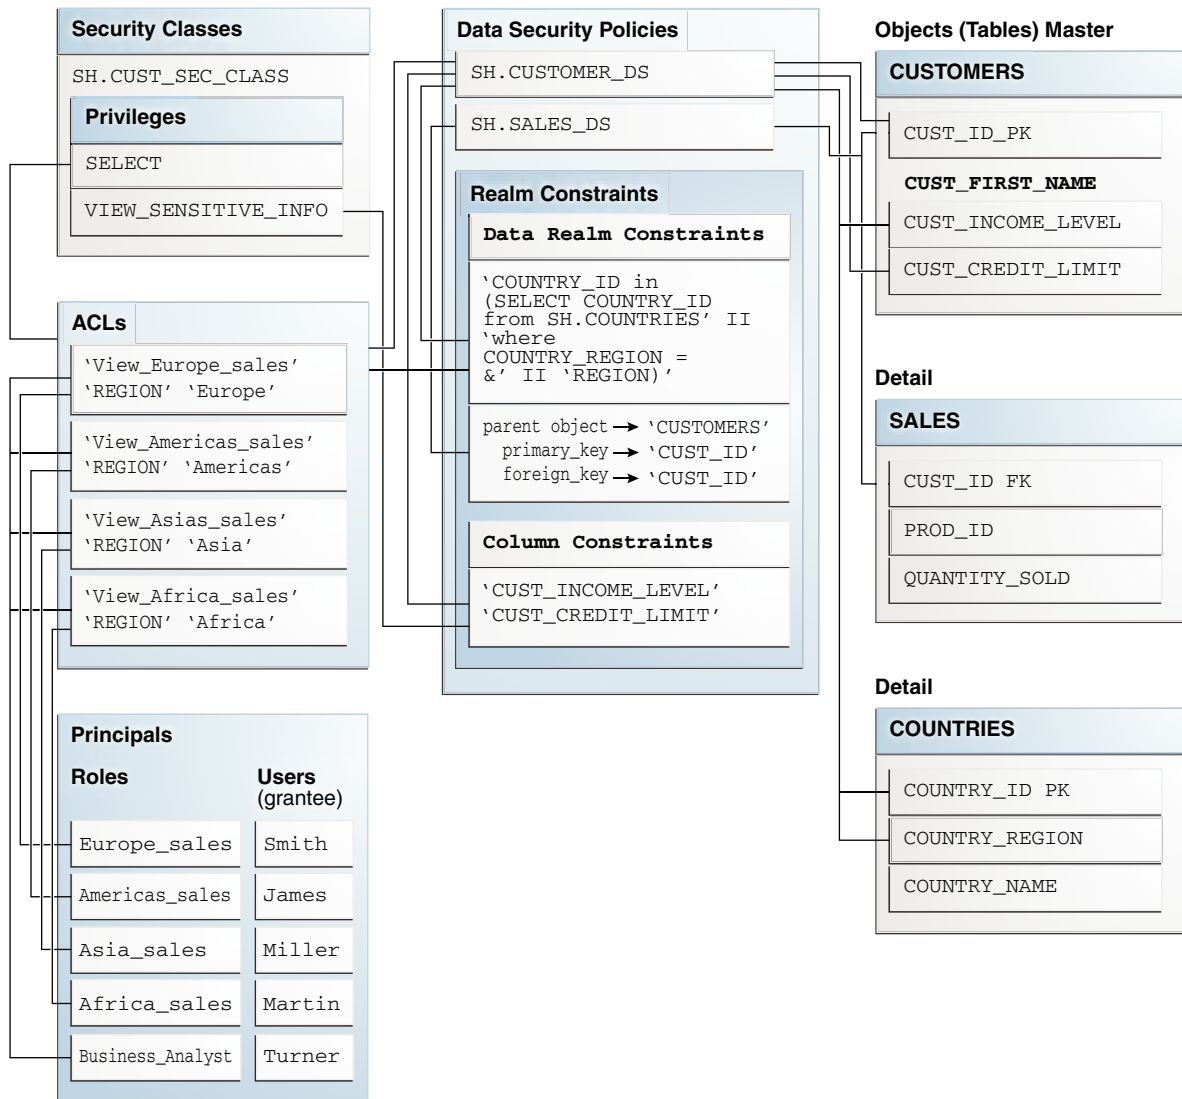 Security Classes
SH.CUST_SEC_CLASS
Privileges
SELECT
VIEW_SENSITIVE_INFO
ACLs
‘View_Europe_sales’
‘REGION’ ‘Europe’
‘View_Americas_sales’
‘REGION’ ‘Americas’
‘View_Asias_sales’
‘REGION’ ‘Asia’
‘View_Africa_sales’
‘REGION’ ‘Africa’
Principals
Roles
Users
(grantee)
Europe_sales
Smith
Americas_sales
James
Asia_sales
Miller
Africa_sales
Martin
Business_Analyst
Turner
Data Security Policies
SH.CUSTOMER_DS
SH.SALES_DS
Realm Constraints
Data Realm Constraints
‘COUNTRY_ID in
(SELECT COUNTRY_ID
from SH.COUNTRIES’ II
‘where
COUNTRY_REGION =
&’ II ‘REGION)’
parent object → ‘CUSTOMERS’
primary_key → ‘CUST_ID’
foreign_key → ‘CUST_ID’
Column Constraints
‘CUST_INCOME_LEVEL’
‘CUST_CREDIT_LIMIT’
Objects (Tables) Master
CUSTOMERS
CUST_ID_PK
CUST_FIRST_NAME
CUST_INCOME_LEVEL
CUST_CREDIT_LIMIT
Detail
SALES
CUST_ID FK
PROD_ID
QUANTITY_SOLD
Detail
COUNTRIES
COUNTRY_ID PK
COUNTRY_REGION
COUNTRY_NAME